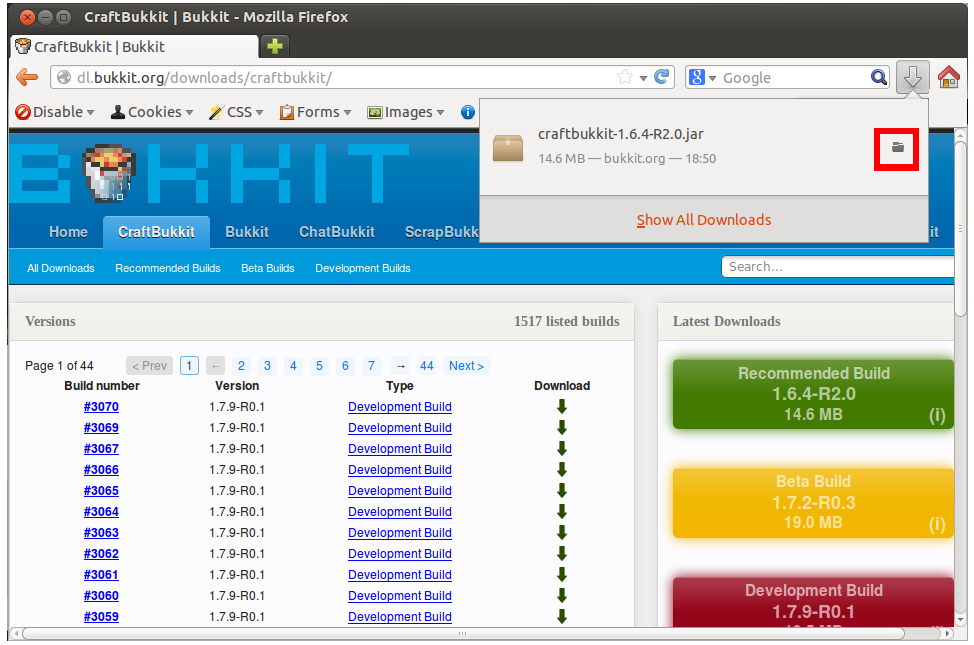 CraftBukkit | Bukkit - Mozilla Firefox
CraftBukkit | Bukkit
dl.bukkit.org/downloads/craftbukkit/
8 Google
Disable Cookies CSS Forms Images
craftbukkit-1.6.4-R2.0.jar
14.6 MB — bukkit.org — 18:50
Show All Downloads
BUKKIT
Home CraftBukkit Bukkit ChatBukkit ScrapBukk
All Downloads Recommended Builds Beta Builds Development Builds
Search...
Versions 1517 listed builds
Page 1 of 44 < Prev 1 ← 2 3 4 5 6 7 → 44 Next >
Build number Version Type Download
#3070 1.7.9-R0.1 Development Build
#3069 1.7.9-R0.1 Development Build
#3067 1.7.9-R0.1 Development Build
#3066 1.7.9-R0.1 Development Build
#3065 1.7.9-R0.1 Development Build
#3064 1.7.9-R0.1 Development Build
#3063 1.7.9-R0.1 Development Build
#3062 1.7.9-R0.1 Development Build
#3061 1.7.9-R0.1 Development Build
#3060 1.7.9-R0.1 Development Build
#3059 1.7.9-R0.1 Development Build
Latest Downloads
Recommended Build
1.6.4-R2.0
14.6 MB (i)
Beta Build
1.7.2-R0.3
19.0 MB (i)
Development Build
1.7.9-R0.1